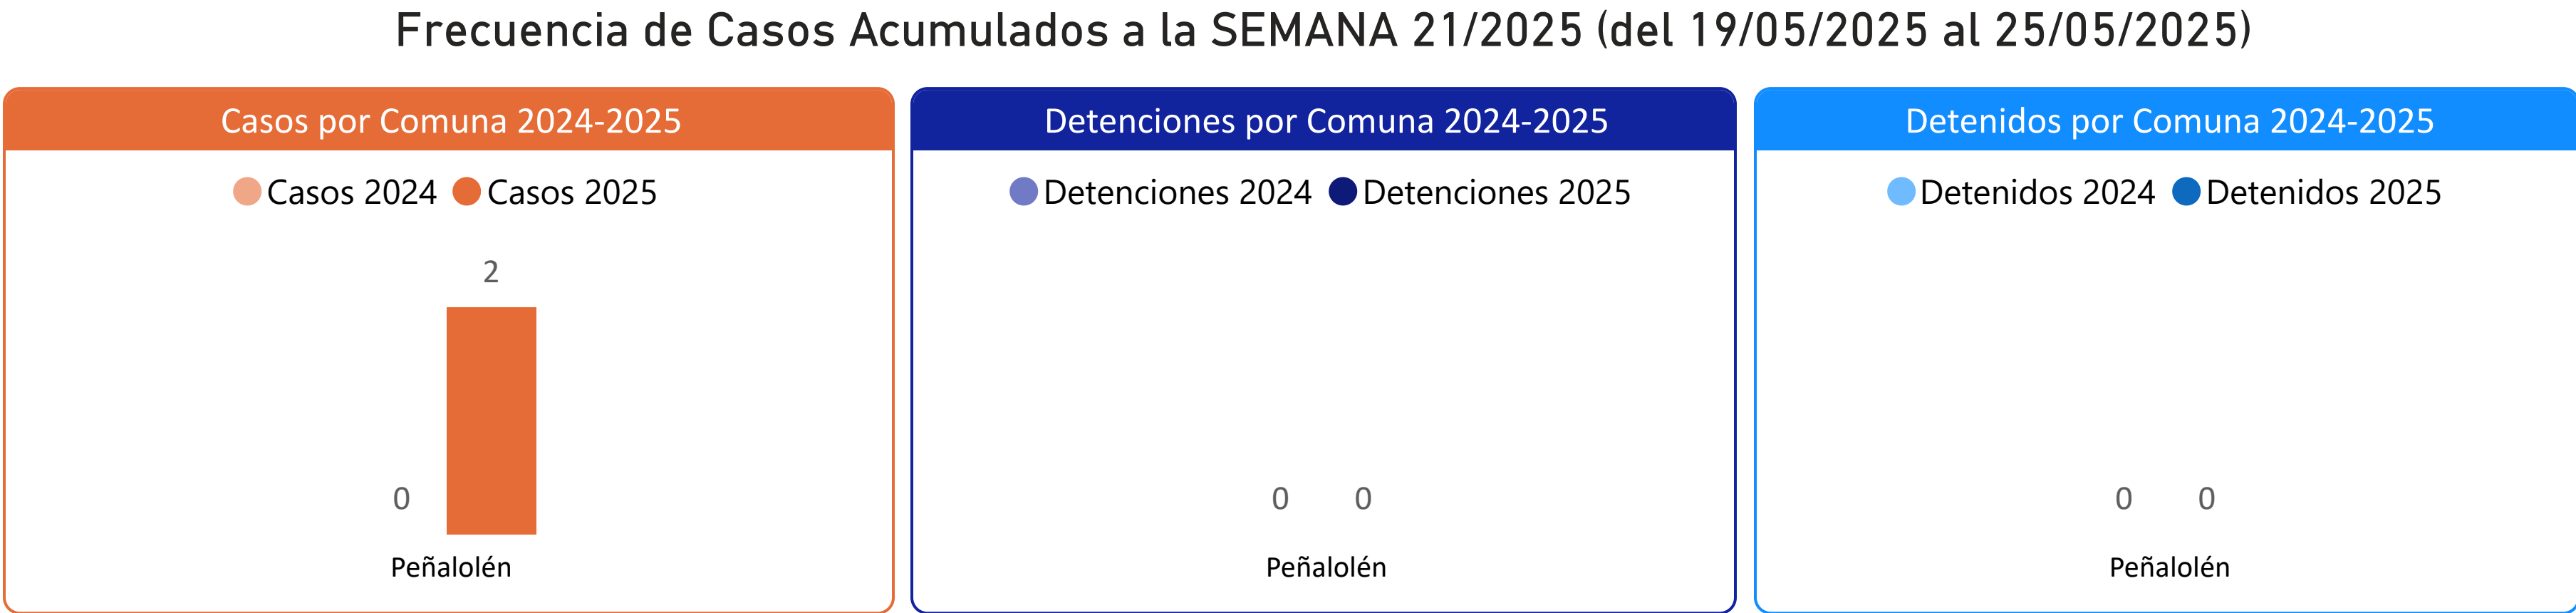 Frecuencia de Casos Acumulados a la SEMANA 21/2025 (del 19/05/2025 al 25/05/2025)
Casos por Comuna 2024-2025
Casos 2024 Casos 2025
2
0
Peñalolén
Detenciones por Comuna 2024-2025
Detenciones 2024 Detenciones 2025
0 0
Peñalolén
Detenidos por Comuna 2024-2025
Detenidos 2024 Detenidos 2025
0 0
Peñalolén